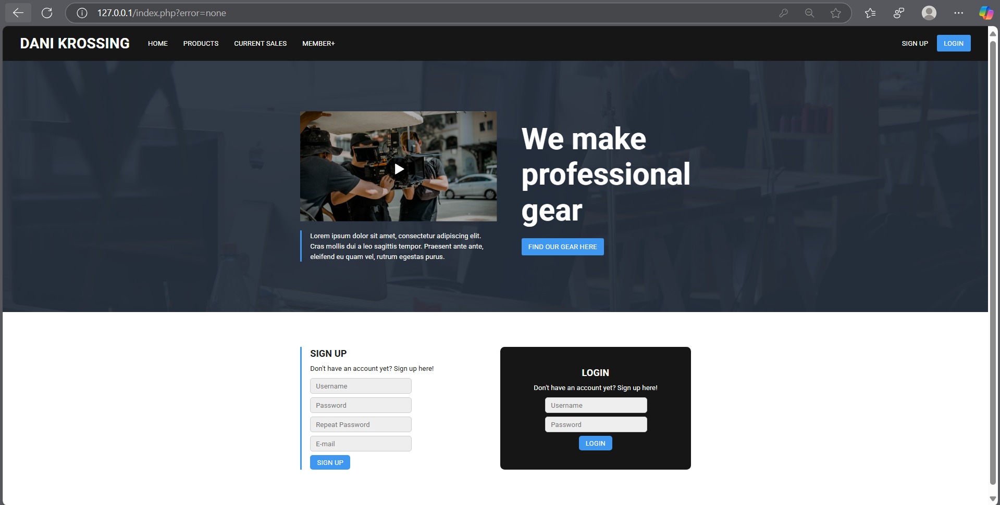 127.0.0.1/index.php?error=none
DANI KROSSING
HOME
PRODUCTS
CURRENT SALES
MEMBER+
SIGN UP
LOGIN
We make
professional
gear
Lorem ipsum dolor sit amet, consectetur adipiscing elit.
Cras mollis dui a leo sagittis tempor. Praesent ante ante,
eleifend eu quam vel, rutrum egestas purus.
FIND OUR GEAR HERE
SIGN UP
Don't have an account yet? Sign up here!
Username
Password
Repeat Password
E-mail
SIGN UP
LOGIN
Don't have an account yet? Sign up here!
Username
Password
LOGIN